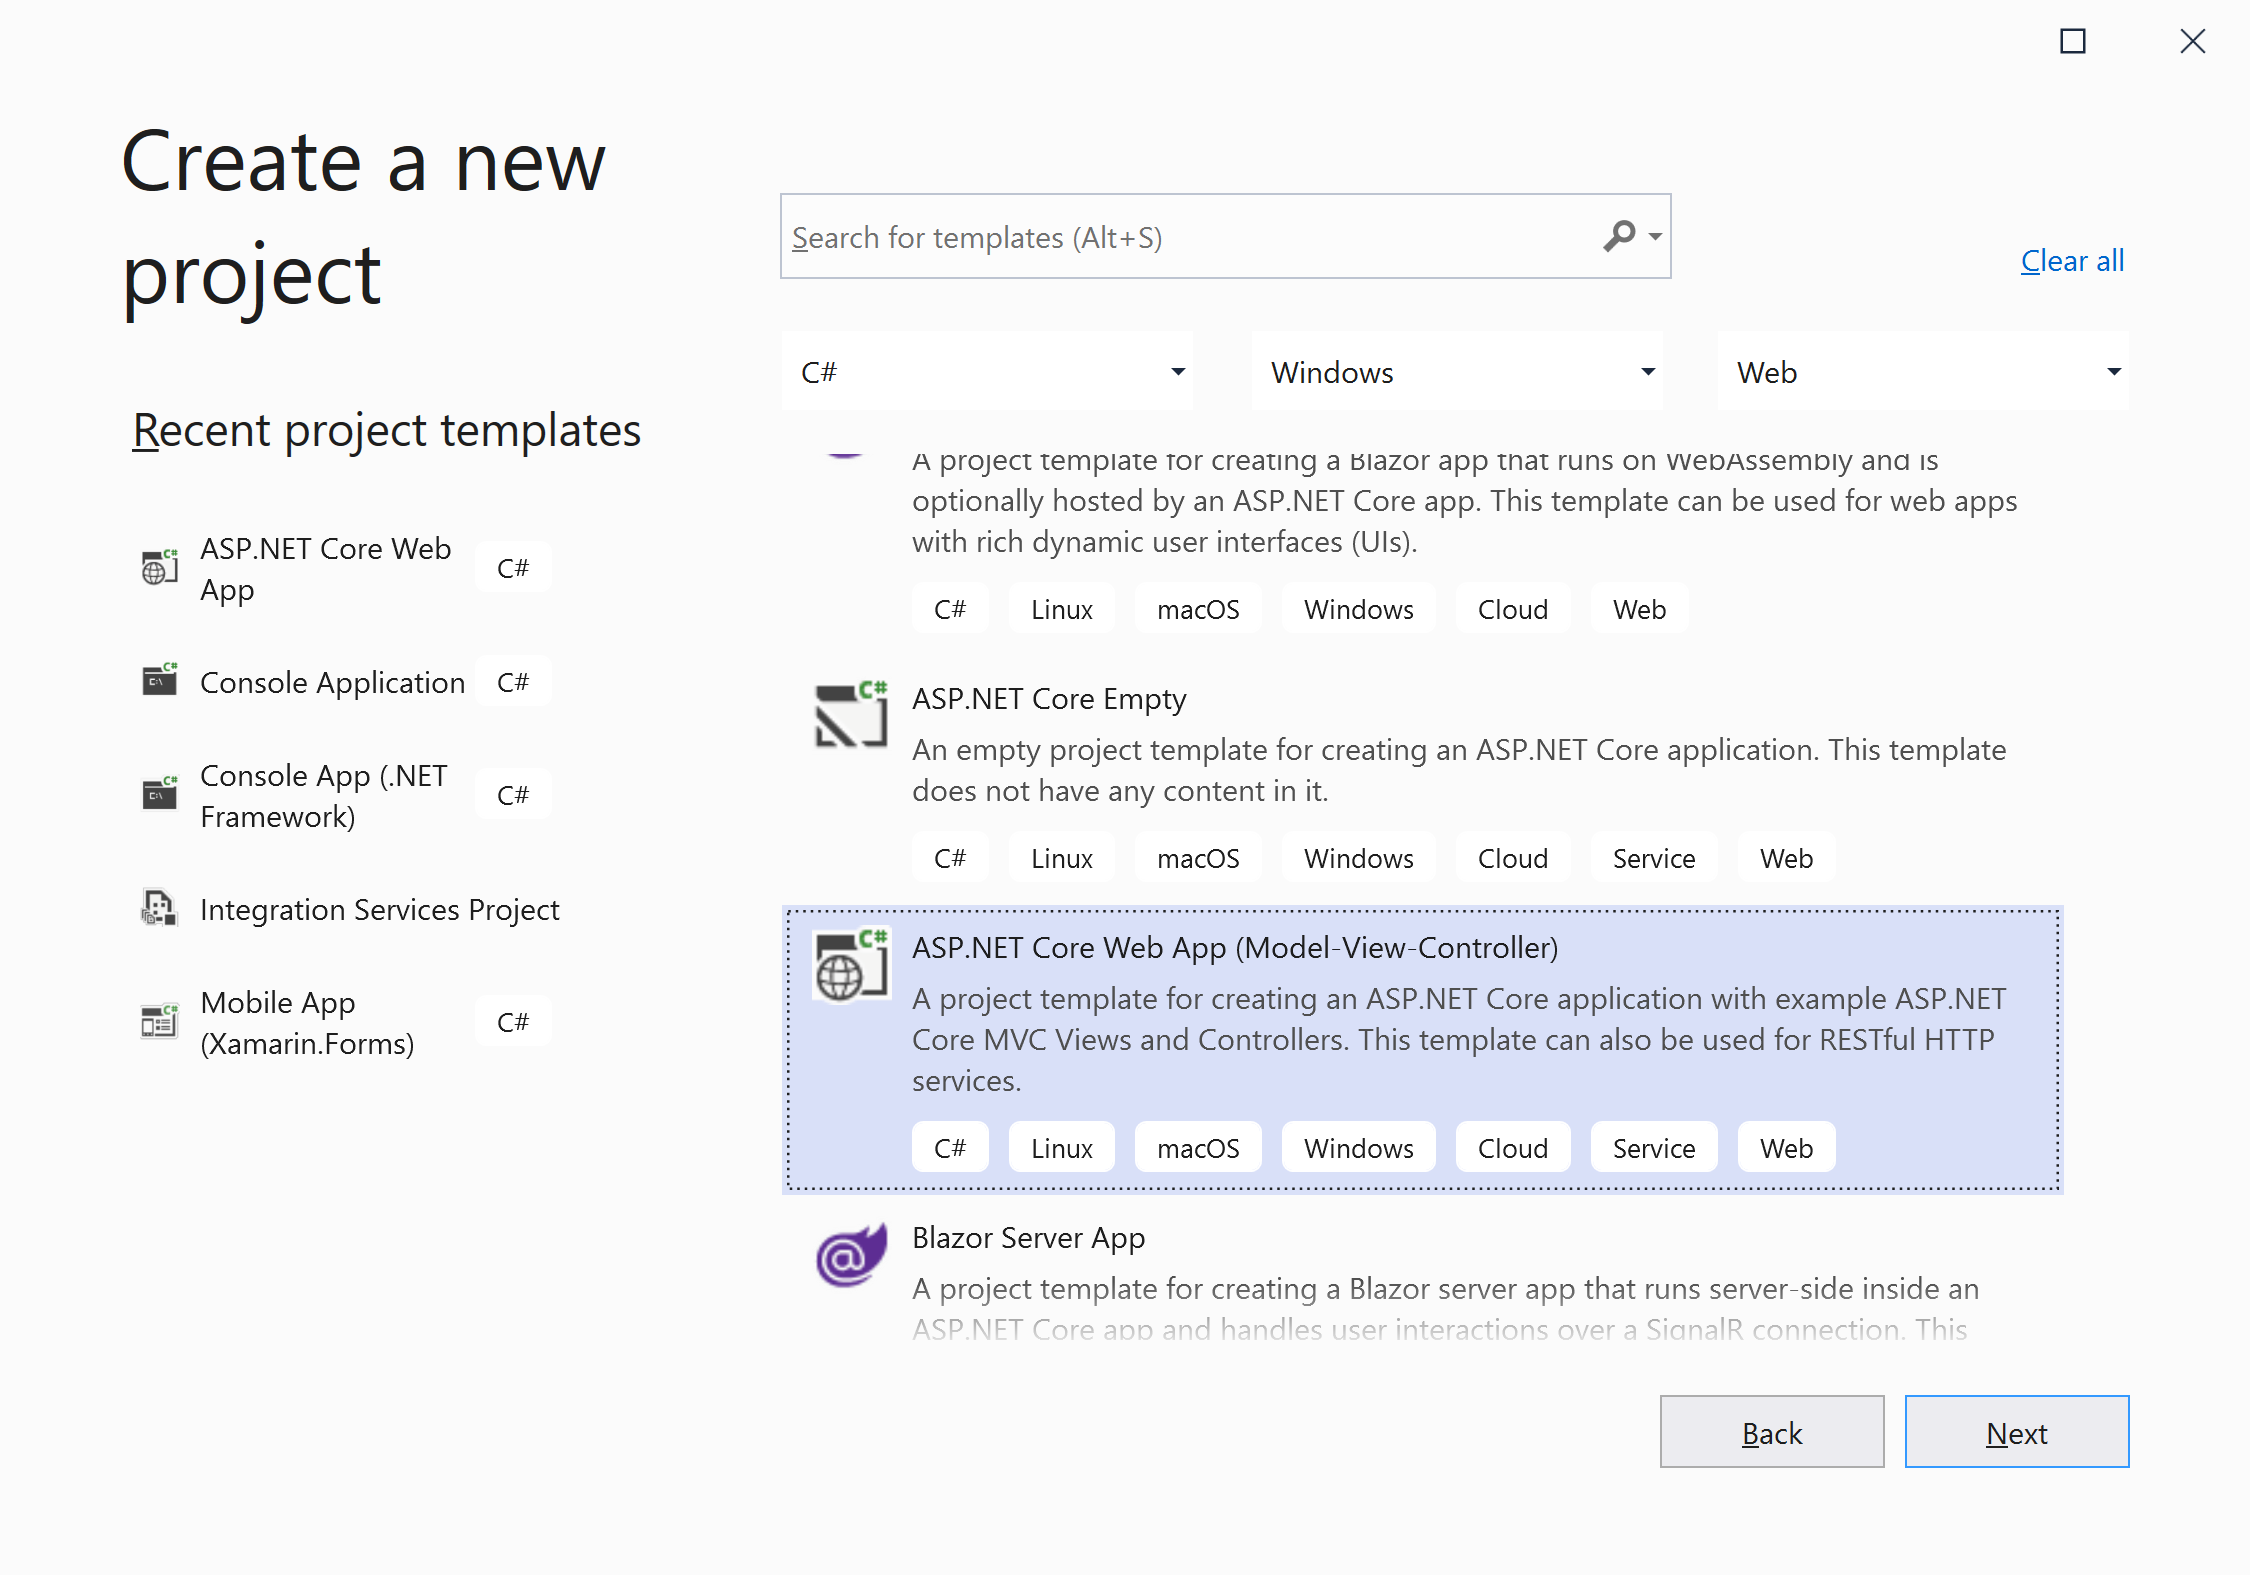 Create a new
project
Search for templates (Alt+S)
Clear all
C#
Windows
Web
Recent project templates
ASP.NET Core Web
App
C#
Console Application
C#
Console App (.NET
Framework)
C#
Integration Services Project
Mobile App
(Xamarin.Forms)
C#
A project template for creating a Blazor app that runs on WebAssembly and is
optionally hosted by an ASP.NET Core app. This template can be used for web apps
with rich dynamic user interfaces (UIs).
C# Linux macOS Windows Cloud Web
ASP.NET Core Empty
An empty project template for creating an ASP.NET Core application. This template
does not have any content in it.
C# Linux macOS Windows Cloud Service Web
ASP.NET Core Web App (Model-View-Controller)
A project template for creating an ASP.NET Core application with example ASP.NET
Core MVC Views and Controllers. This template can also be used for RESTful HTTP
services.
C# Linux macOS Windows Cloud Service Web
Blazor Server App
A project template for creating a Blazor server app that runs server-side inside an
ASP.NET Core app and handles user interactions over a SignalR connection. This
Back
Next